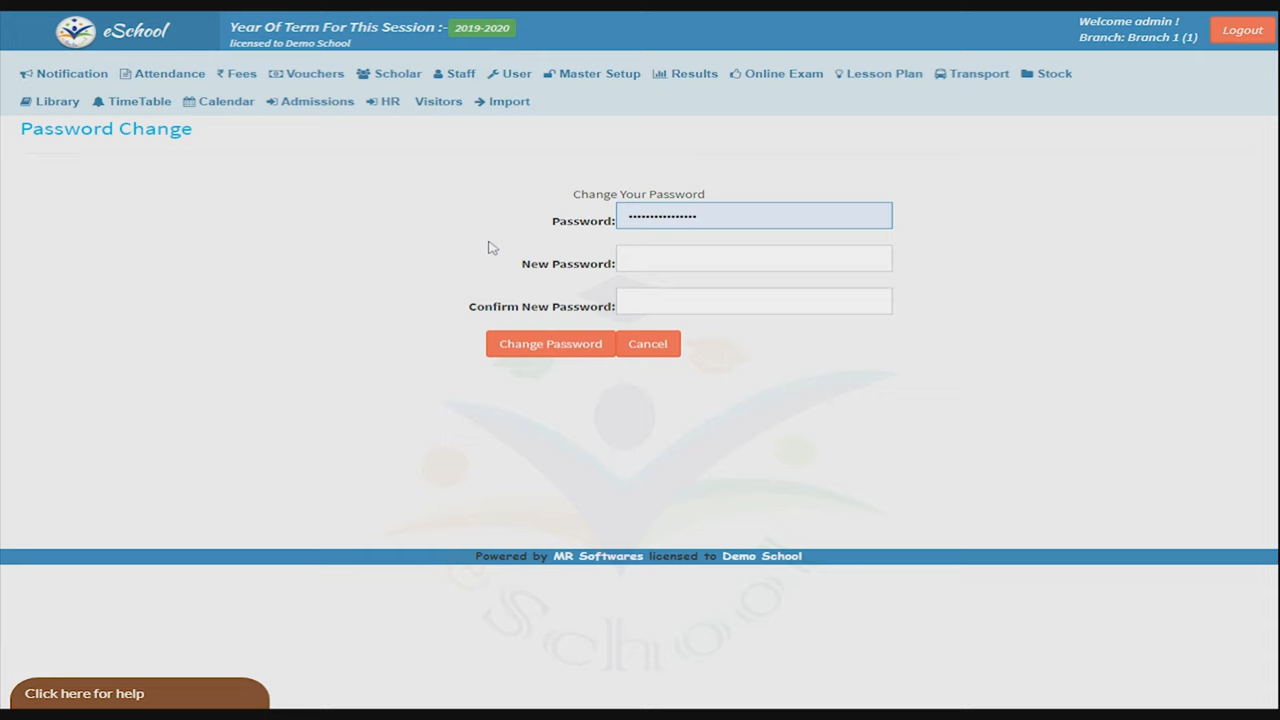 eSchool
Year Of Term For This Session :- 2019-2020
licensed to Demo School
Welcome admin !
Branch: Branch 1 (1)
Logout
Notification Attendance ₹ Fees Vouchers Scholar Staff User Master Setup Results Online Exam Lesson Plan Transport Stock
Library TimeTable Calendar Admissions HR Visitors Import
Password Change
Change Your Password
Password: ••••••••••••••••
New Password:
Confirm New Password:
Change Password Cancel
Powered by MR Softwares licensed to Demo School
eSchool
Click here for help